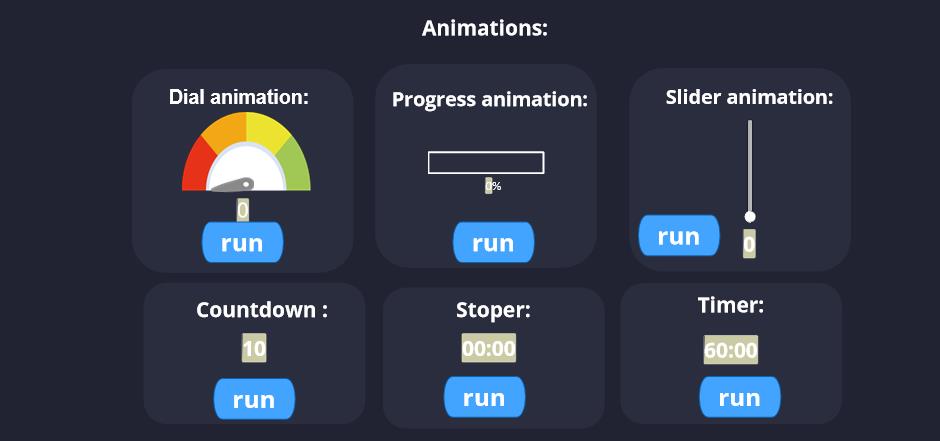 Animations:
Dial animation:
0
run
Progress animation:
0%
run
Slider animation:
run
0
Countdown :
10
run
Stoper:
00:00
run
Timer:
60:00
run